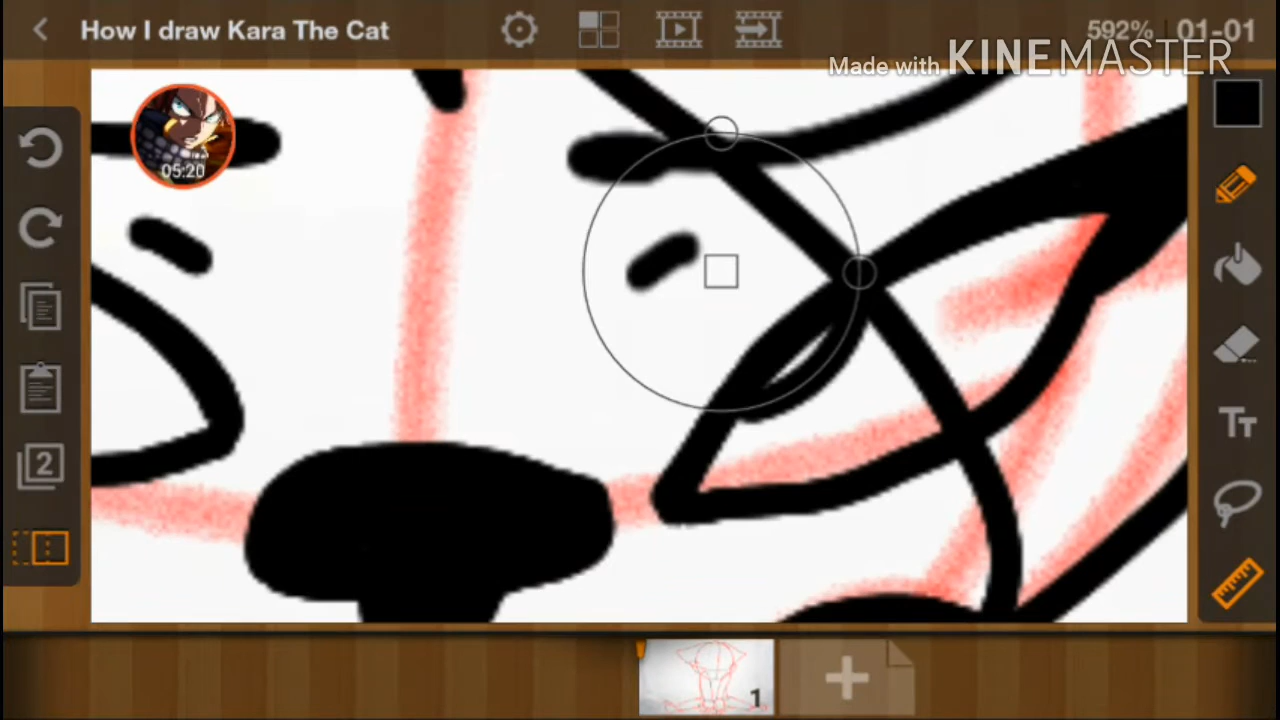 How I draw Kara The Cat
592% 01-01
Made with KINEMASTER
05:20
2
Tт
1